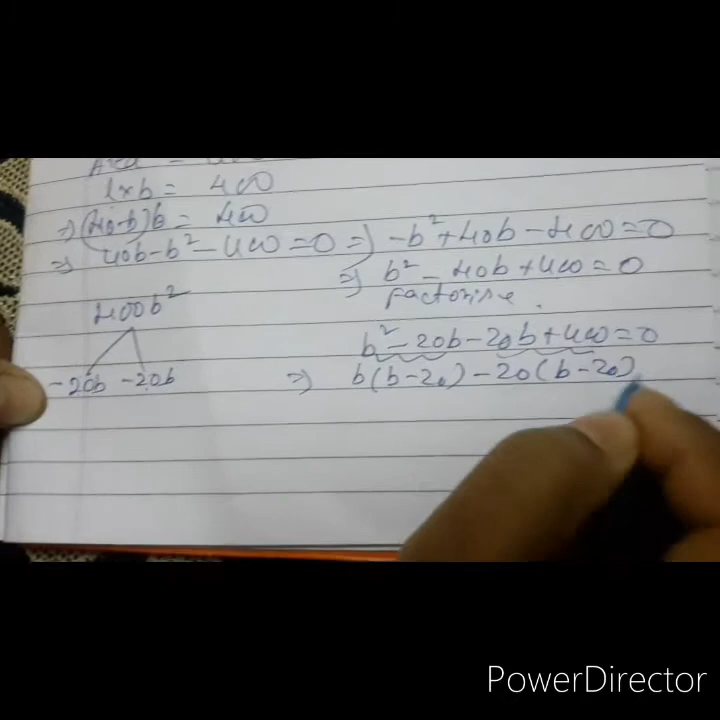 l×b = 400
⇒ (40-b)b = 400
⇒ 40b-b²-400=0 ⇒ -b²+40b-400=0
⇒ b²-40b+400=0
Factorise.
400b²
-20b -20b
b²-20b-20b+400=0
⇒ b(b-20)-20(b-20)
PowerDirector